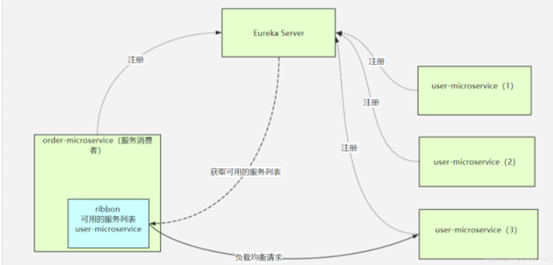 Eureka Server
注册
注册
user-microservice（1）
注册
order-microservice（服务消费
者）
注册
user-microservice（2）
获取可用的服务列表
ribbon
可用的服务列表
user-microservice
user-microservice（3）
负载均衡请求